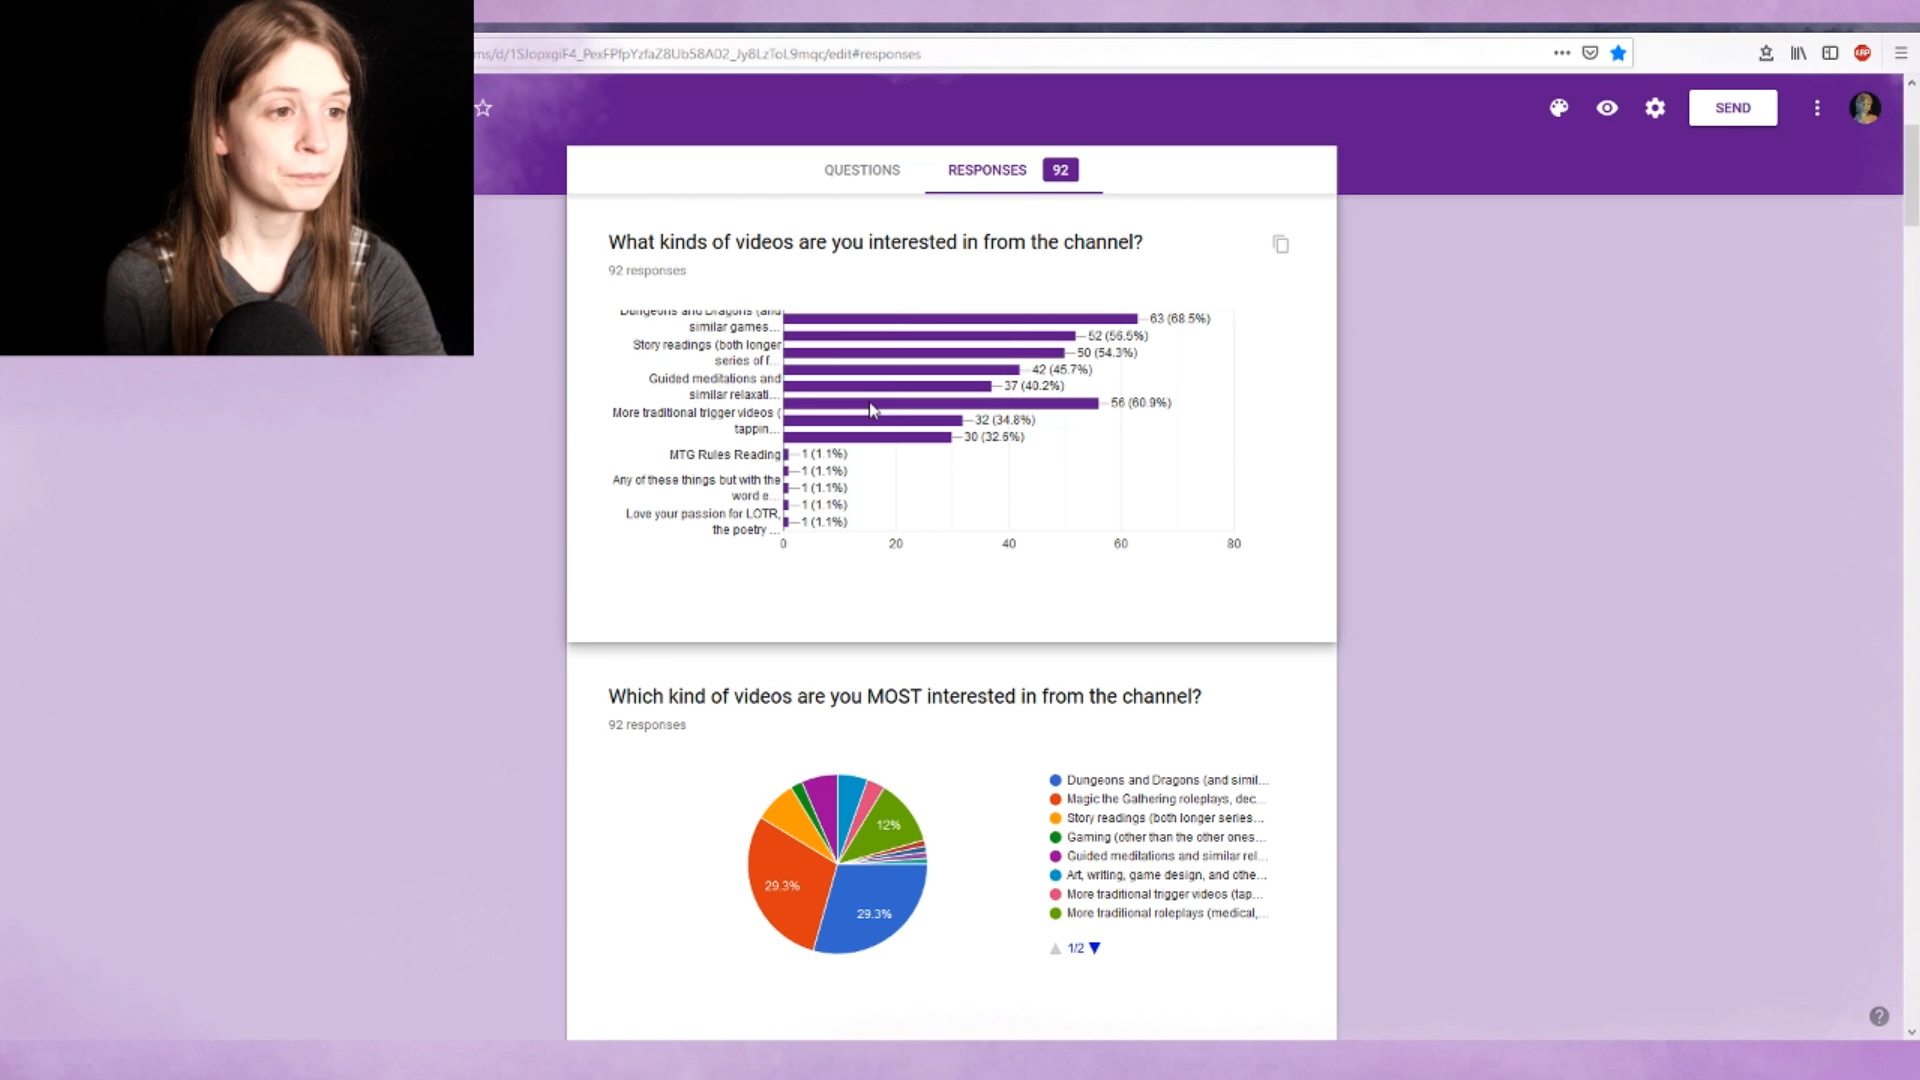 ms/d/1SJopxgiF4_PexFPfpYzfaZ8Ub58A02_Jy8LzToL9mqc/edit#responses
SEND
QUESTIONS RESPONSES 92
What kinds of videos are you interested in from the channel?
92 responses
Dungeons and Dragons (and
similar games...
63 (68.5%)
52 (56.5%)
Story readings (both longer
series of f...
50 (54.3%)
42 (45.7%)
Guided meditations and
similar relaxati...
37 (40.2%)
56 (60.9%)
More traditional trigger videos (
tappin...
32 (34.8%)
30 (32.6%)
MTG Rules Reading
1 (1.1%)
1 (1.1%)
Any of these things but with the
word e...
1 (1.1%)
1 (1.1%)
Love your passion for LOTR,
the poetry ...
1 (1.1%)
0 20 40 60 80
Which kind of videos are you MOST interested in from the channel?
92 responses
12%
29.3%
29.3%
Dungeons and Dragons (and simil...
Magic the Gathering roleplays, dec...
Story readings (both longer series...
Gaming (other than the other ones...
Guided meditations and similar rel...
Art, writing, game design, and othe...
More traditional trigger videos (tap...
More traditional roleplays (medical,...
1/2